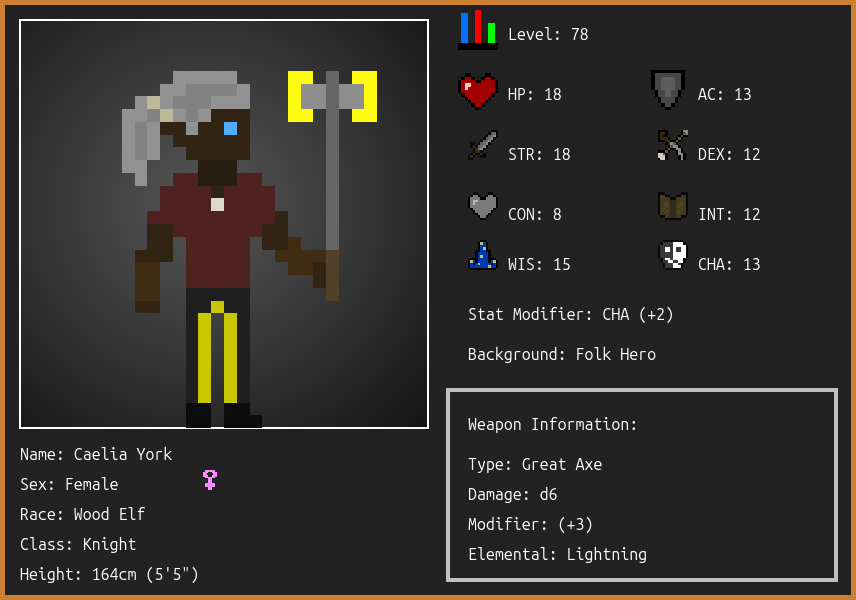 Level: 78
HP: 18 AC: 13
STR: 18 DEX: 12
CON: 8 INT: 12
WIS: 15 CHA: 13
Stat Modifier: CHA (+2)
Background: Folk Hero
Weapon Information:
Type: Great Axe
Damage: d6
Modifier: (+3)
Elemental: Lightning
Name: Caelia York
Sex: Female
Race: Wood Elf
Class: Knight
Height: 164cm (5'5")